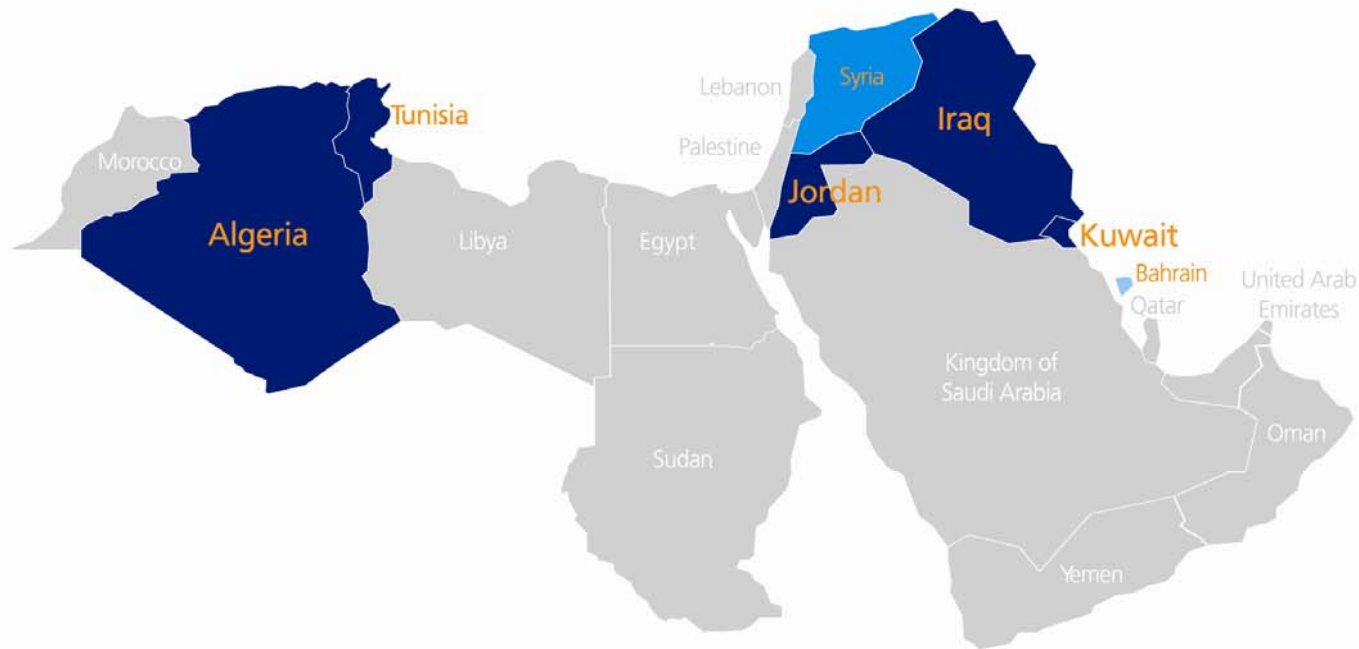 Lebanon
Syria
Tunisia
Iraq
Palestine
Morocco
Jordan
Algeria
Libya
Egypt
Kuwait
Bahrain
United Arab
Emirates
Qatar
Kingdom of
Saudi Arabia
Oman
Sudan
Yemen